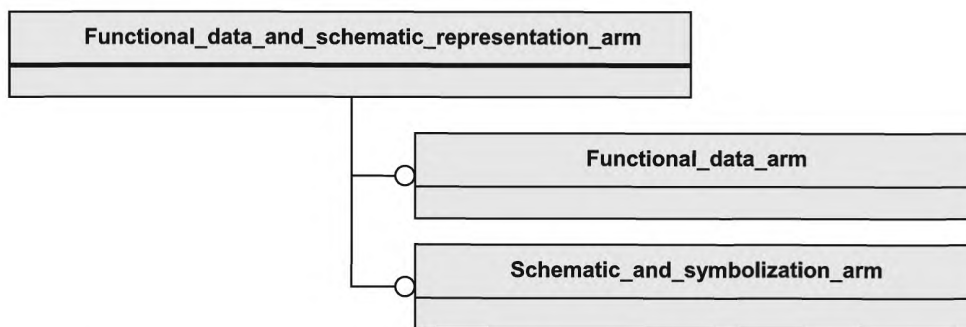 Functional_data_and_schematic_representation_arm
Functional_data_arm
Schematic_and_symbolization_arm